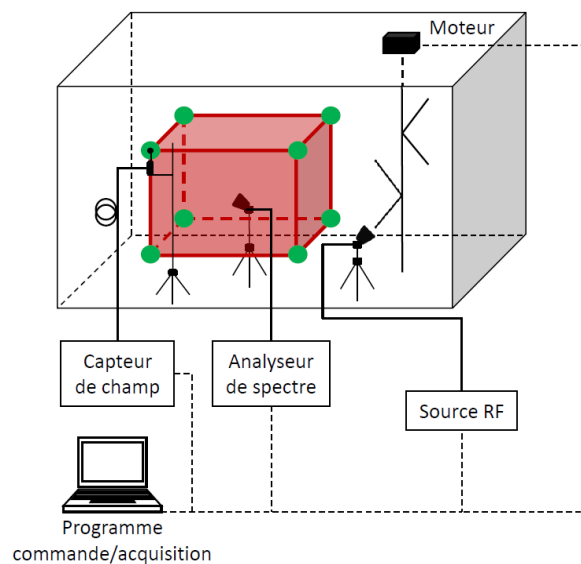 Moteur
Capteur
de champ
Analyseur
de spectre
Source RF
Programme
commande/acquisition